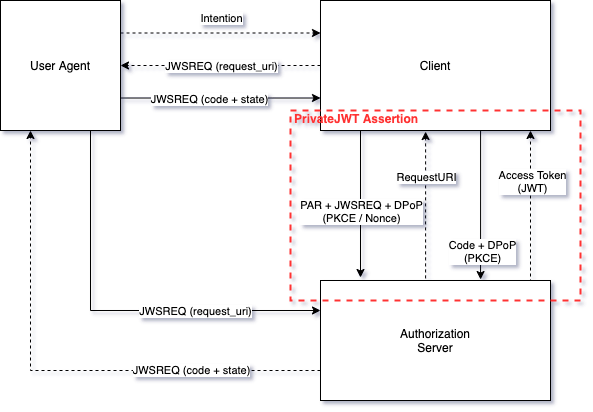 Intention
User Agent
JWSREQ (request_uri)
Client
JWSREQ (code + state)
PrivateJWT Assertion
RequestURI
Access Token
(JWT)
PAR + JWSREQ + DPoP
(PKCE / Nonce)
Code + DPoP
(PKCE)
JWSREQ (request_uri)
Authorization
Server
JWSREQ (code + state)